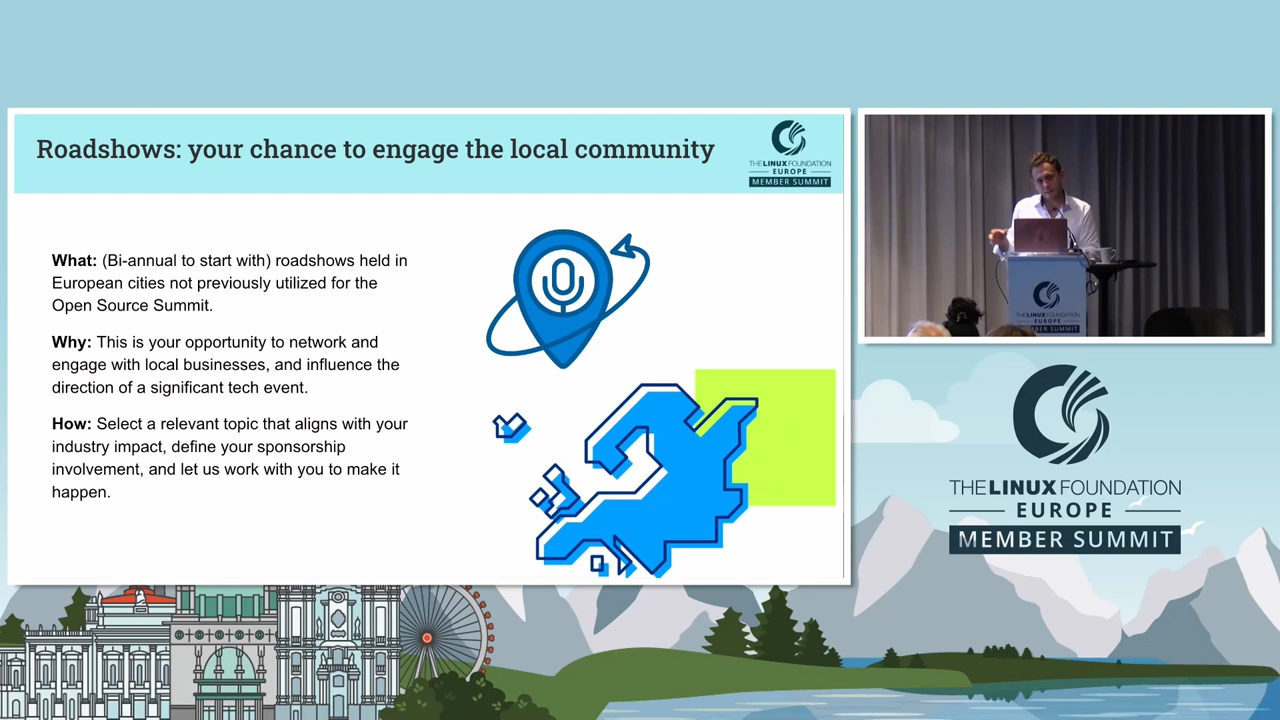 Roadshows: your chance to engage the local community
THE LINUX FOUNDATION
EUROPE
MEMBER SUMMIT
What: (Bi-annual to start with) roadshows held in
European cities not previously utilized for the
Open Source Summit.
Why: This is your opportunity to network and
engage with local businesses, and influence the
direction of a significant tech event.
How: Select a relevant topic that aligns with your
industry impact, define your sponsorship
involvement, and let us work with you to make it
happen.
THE LINUX FOUNDATION
EUROPE
THE LINUX FOUNDATION
EUROPE
MEMBER SUMMIT